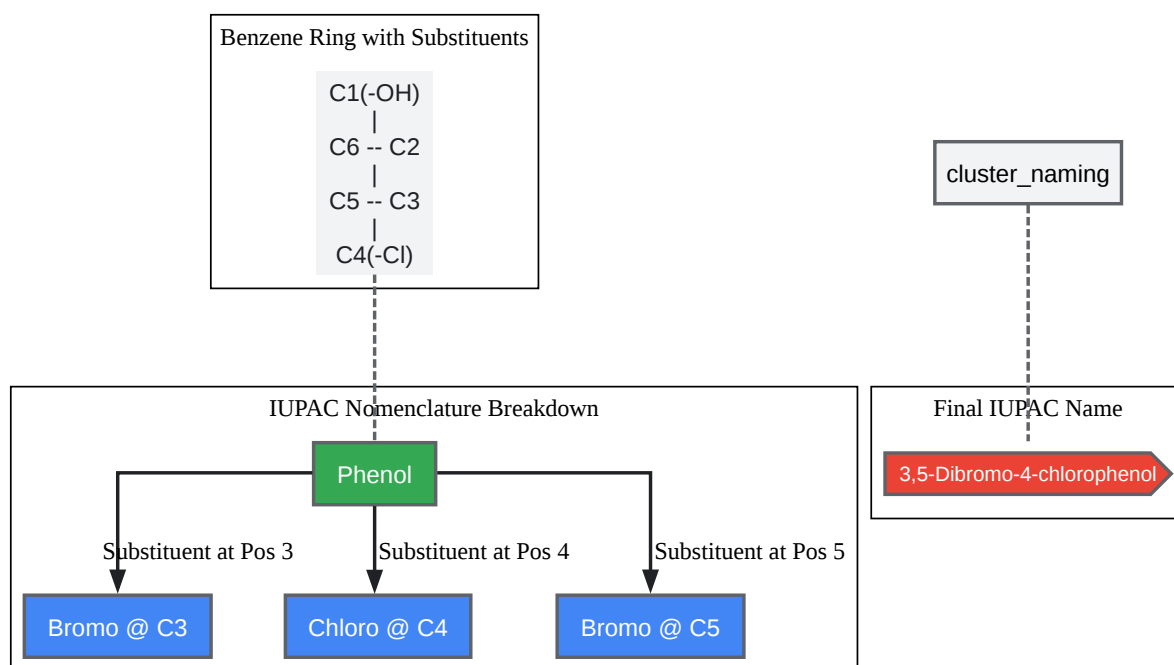 Benzene Ring with Substituents
C1(-OH)
|
C6 -- C2
|
C5 -- C3
|
C4(-Cl)
cluster_naming
IUPAC Nomenclature Breakdown
Final IUPAC Name
Phenol
3,5-Dibromo-4-chlorophenol
Substituent at Pos 3
Substituent at Pos 4
Substituent at Pos 5
Bromo @ C3
Chloro @ C4
Bromo @ C5